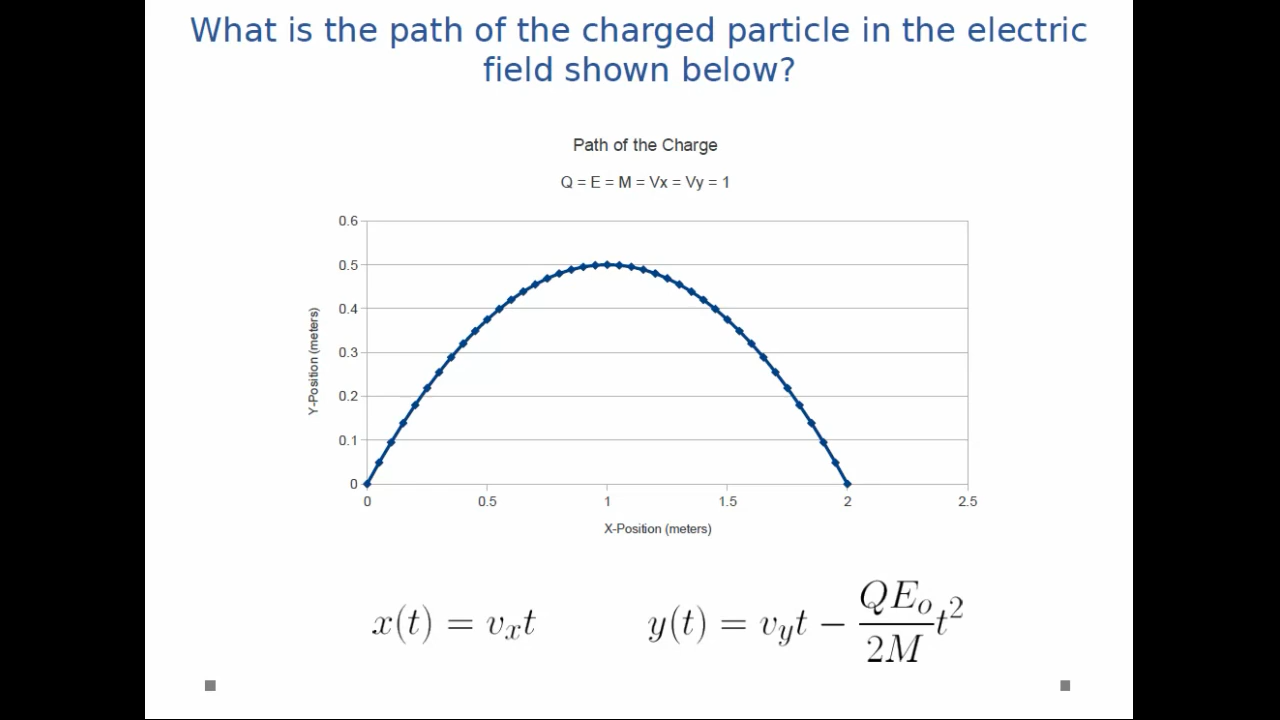 What is the path of the charged particle in the electric
field shown below?
Path of the Charge
Q = E = M = Vx = Vy = 1
0.6
0.5
0.4
0.3
0.2
0.1
0
Y-Position (meters)
0 0.5 1 1.5 2 2.5
X-Position (meters)
x(t) = v_x t
y(t) = v_y t − \frac{QE_o}{2M} t^2